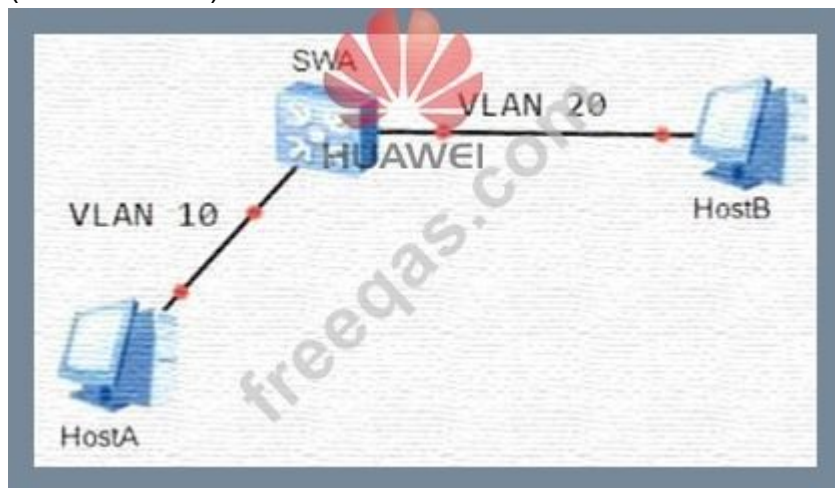 SWA
VLAN 20
HUAWEI
VLAN 10
HostB
HostA
freeqas.com